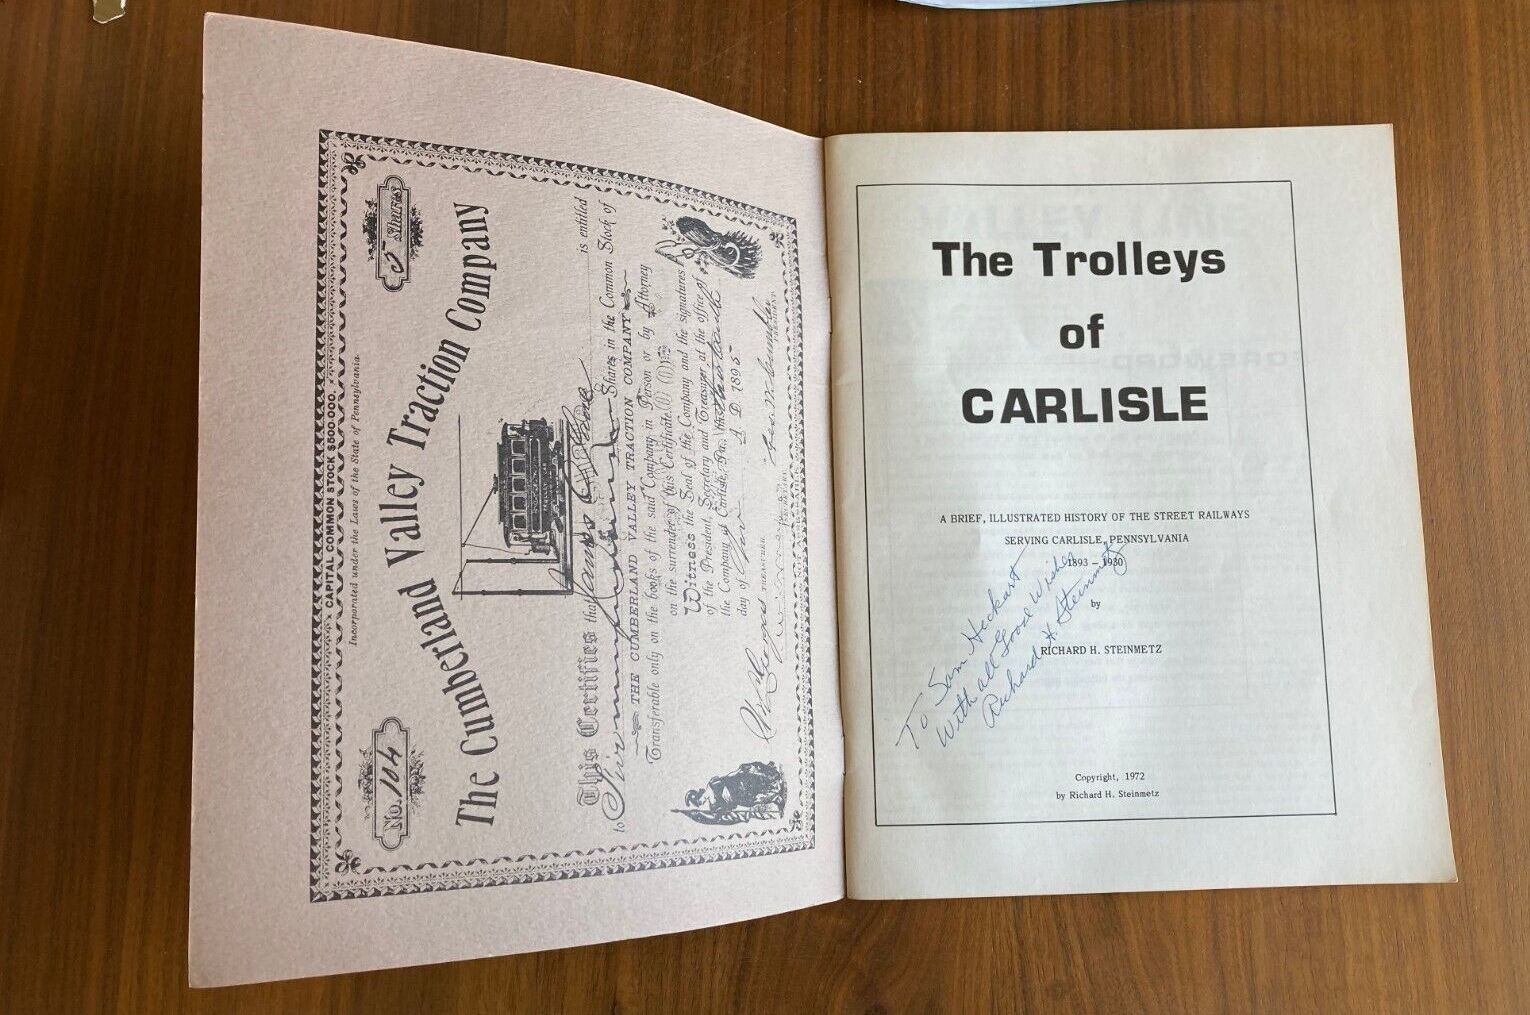 No. 104
5 Shares
CAPITAL COMMON STOCK $500.000.
Incorporated under the Laws of the State of Pennsylvania.
The Cumberland Valley Traction Company
This Certifies that James is entitled
to Shares in the Common Stock of
THE CUMBERLAND VALLEY TRACTION COMPANY
Transferable only on the books of the said Company in Person or by Attorney
on the surrender of this Certificate.
Witness the Seal of the Company and the signatures
of the President, Secretary and Treasurer at the office of
the Company at Carlisle, Pa., this
day of A. D. 1895
TREASURER.
The Trolleys
of
CARLISLE
A BRIEF, ILLUSTRATED HISTORY OF THE STREET RAILWAYS
SERVING CARLISLE, PENNSYLVANIA
1893 – 1930
by
RICHARD H. STEINMETZ
To Sam Heckart
With all Good Wishes
Richard H. Steinmetz
Copyright, 1972
by Richard H. Steinmetz